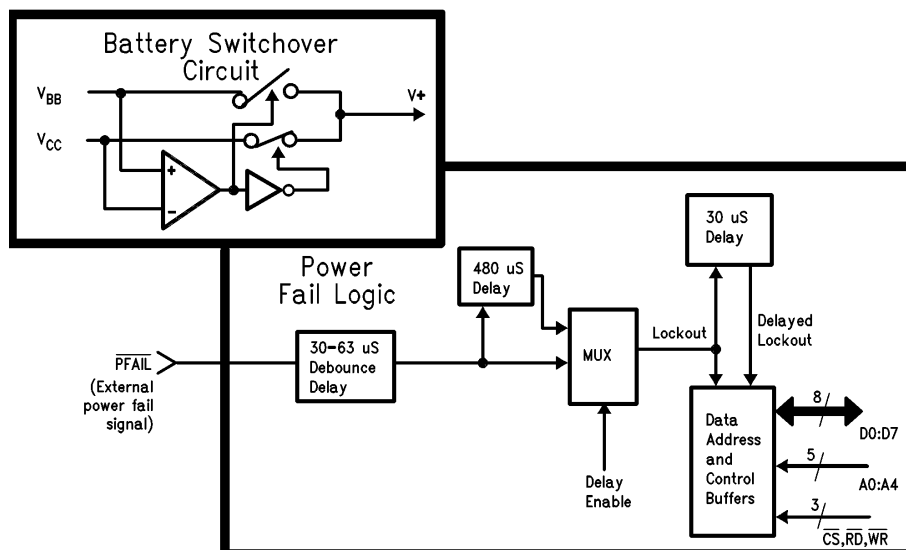 Battery Switchover
Circuit
VBB
VCC
V+
+
−
Power
Fail Logic
480 uS
Delay
30 uS
Delay
PFAIL
(External
power fail
signal)
30-63 uS
Debounce
Delay
MUX
Lockout
Delayed
Lockout
Delay
Enable
Data
Address
and
Control
Buffers
8
D0:D7
5
A0:A4
3
CS,RD,WR